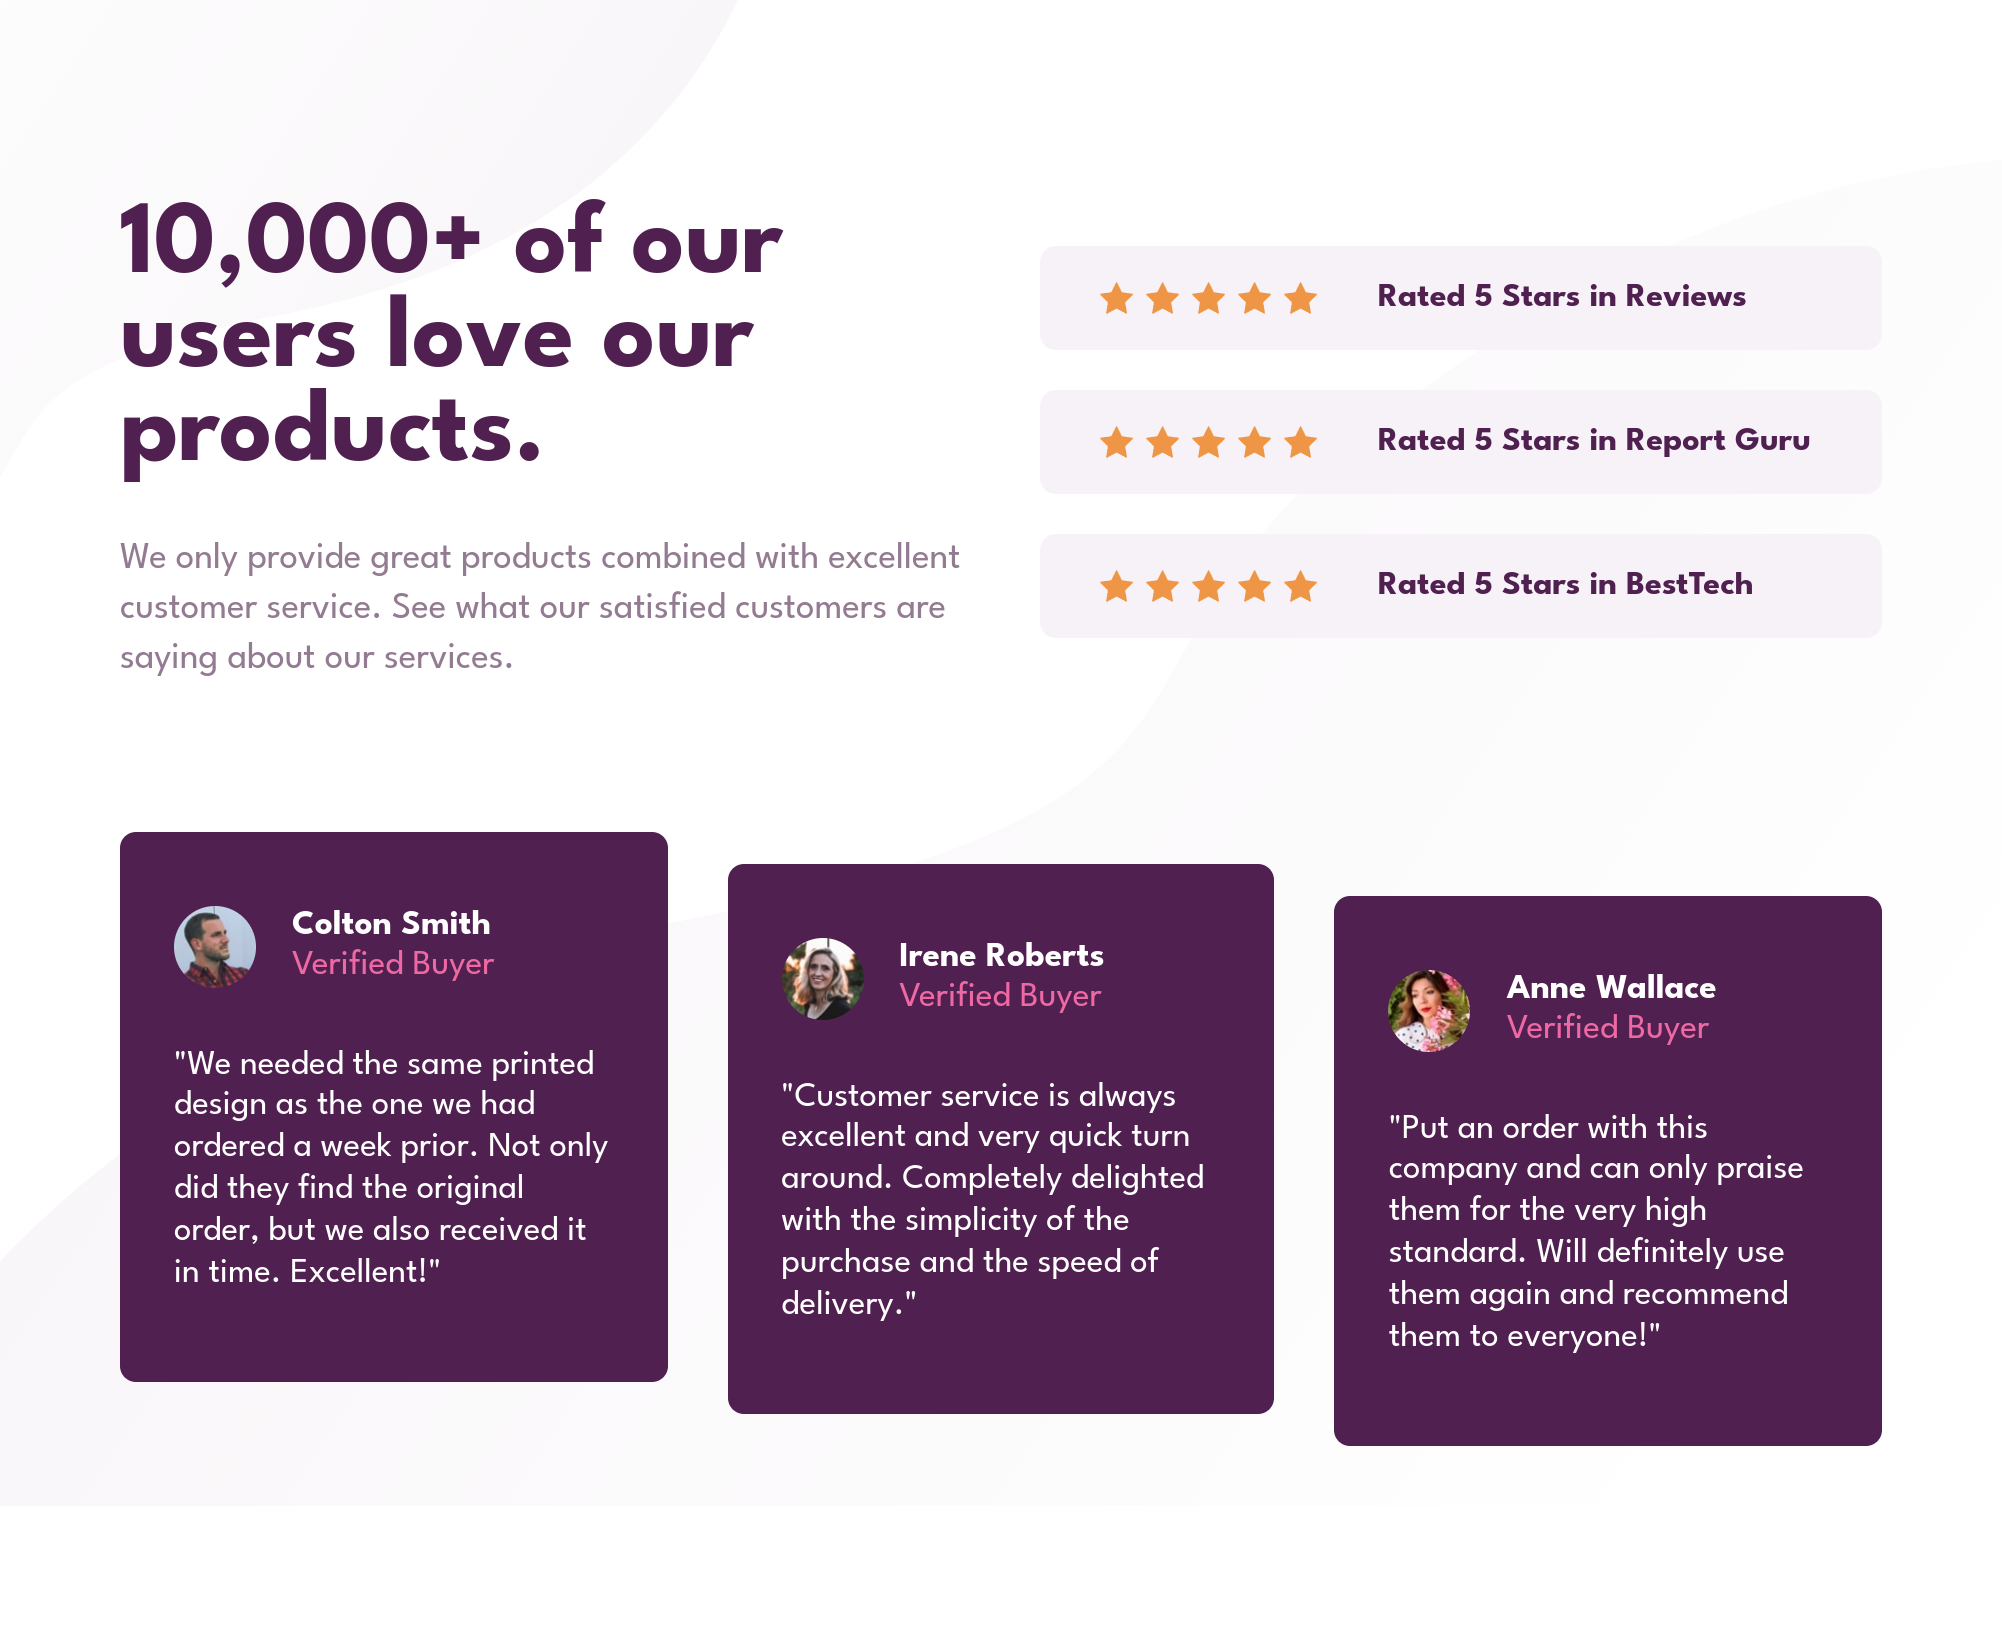 10,000+ of our
users love our
products.
We only provide great products combined with excellent
customer service. See what our satisfied customers are
saying about our services.
Rated 5 Stars in Reviews
Rated 5 Stars in Report Guru
Rated 5 Stars in BestTech
Colton Smith
Verified Buyer
"We needed the same printed
design as the one we had
ordered a week prior. Not only
did they find the original
order, but we also received it
in time. Excellent!"
Irene Roberts
Verified Buyer
"Customer service is always
excellent and very quick turn
around. Completely delighted
with the simplicity of the
purchase and the speed of
delivery."
Anne Wallace
Verified Buyer
"Put an order with this
company and can only praise
them for the very high
standard. Will definitely use
them again and recommend
them to everyone!"